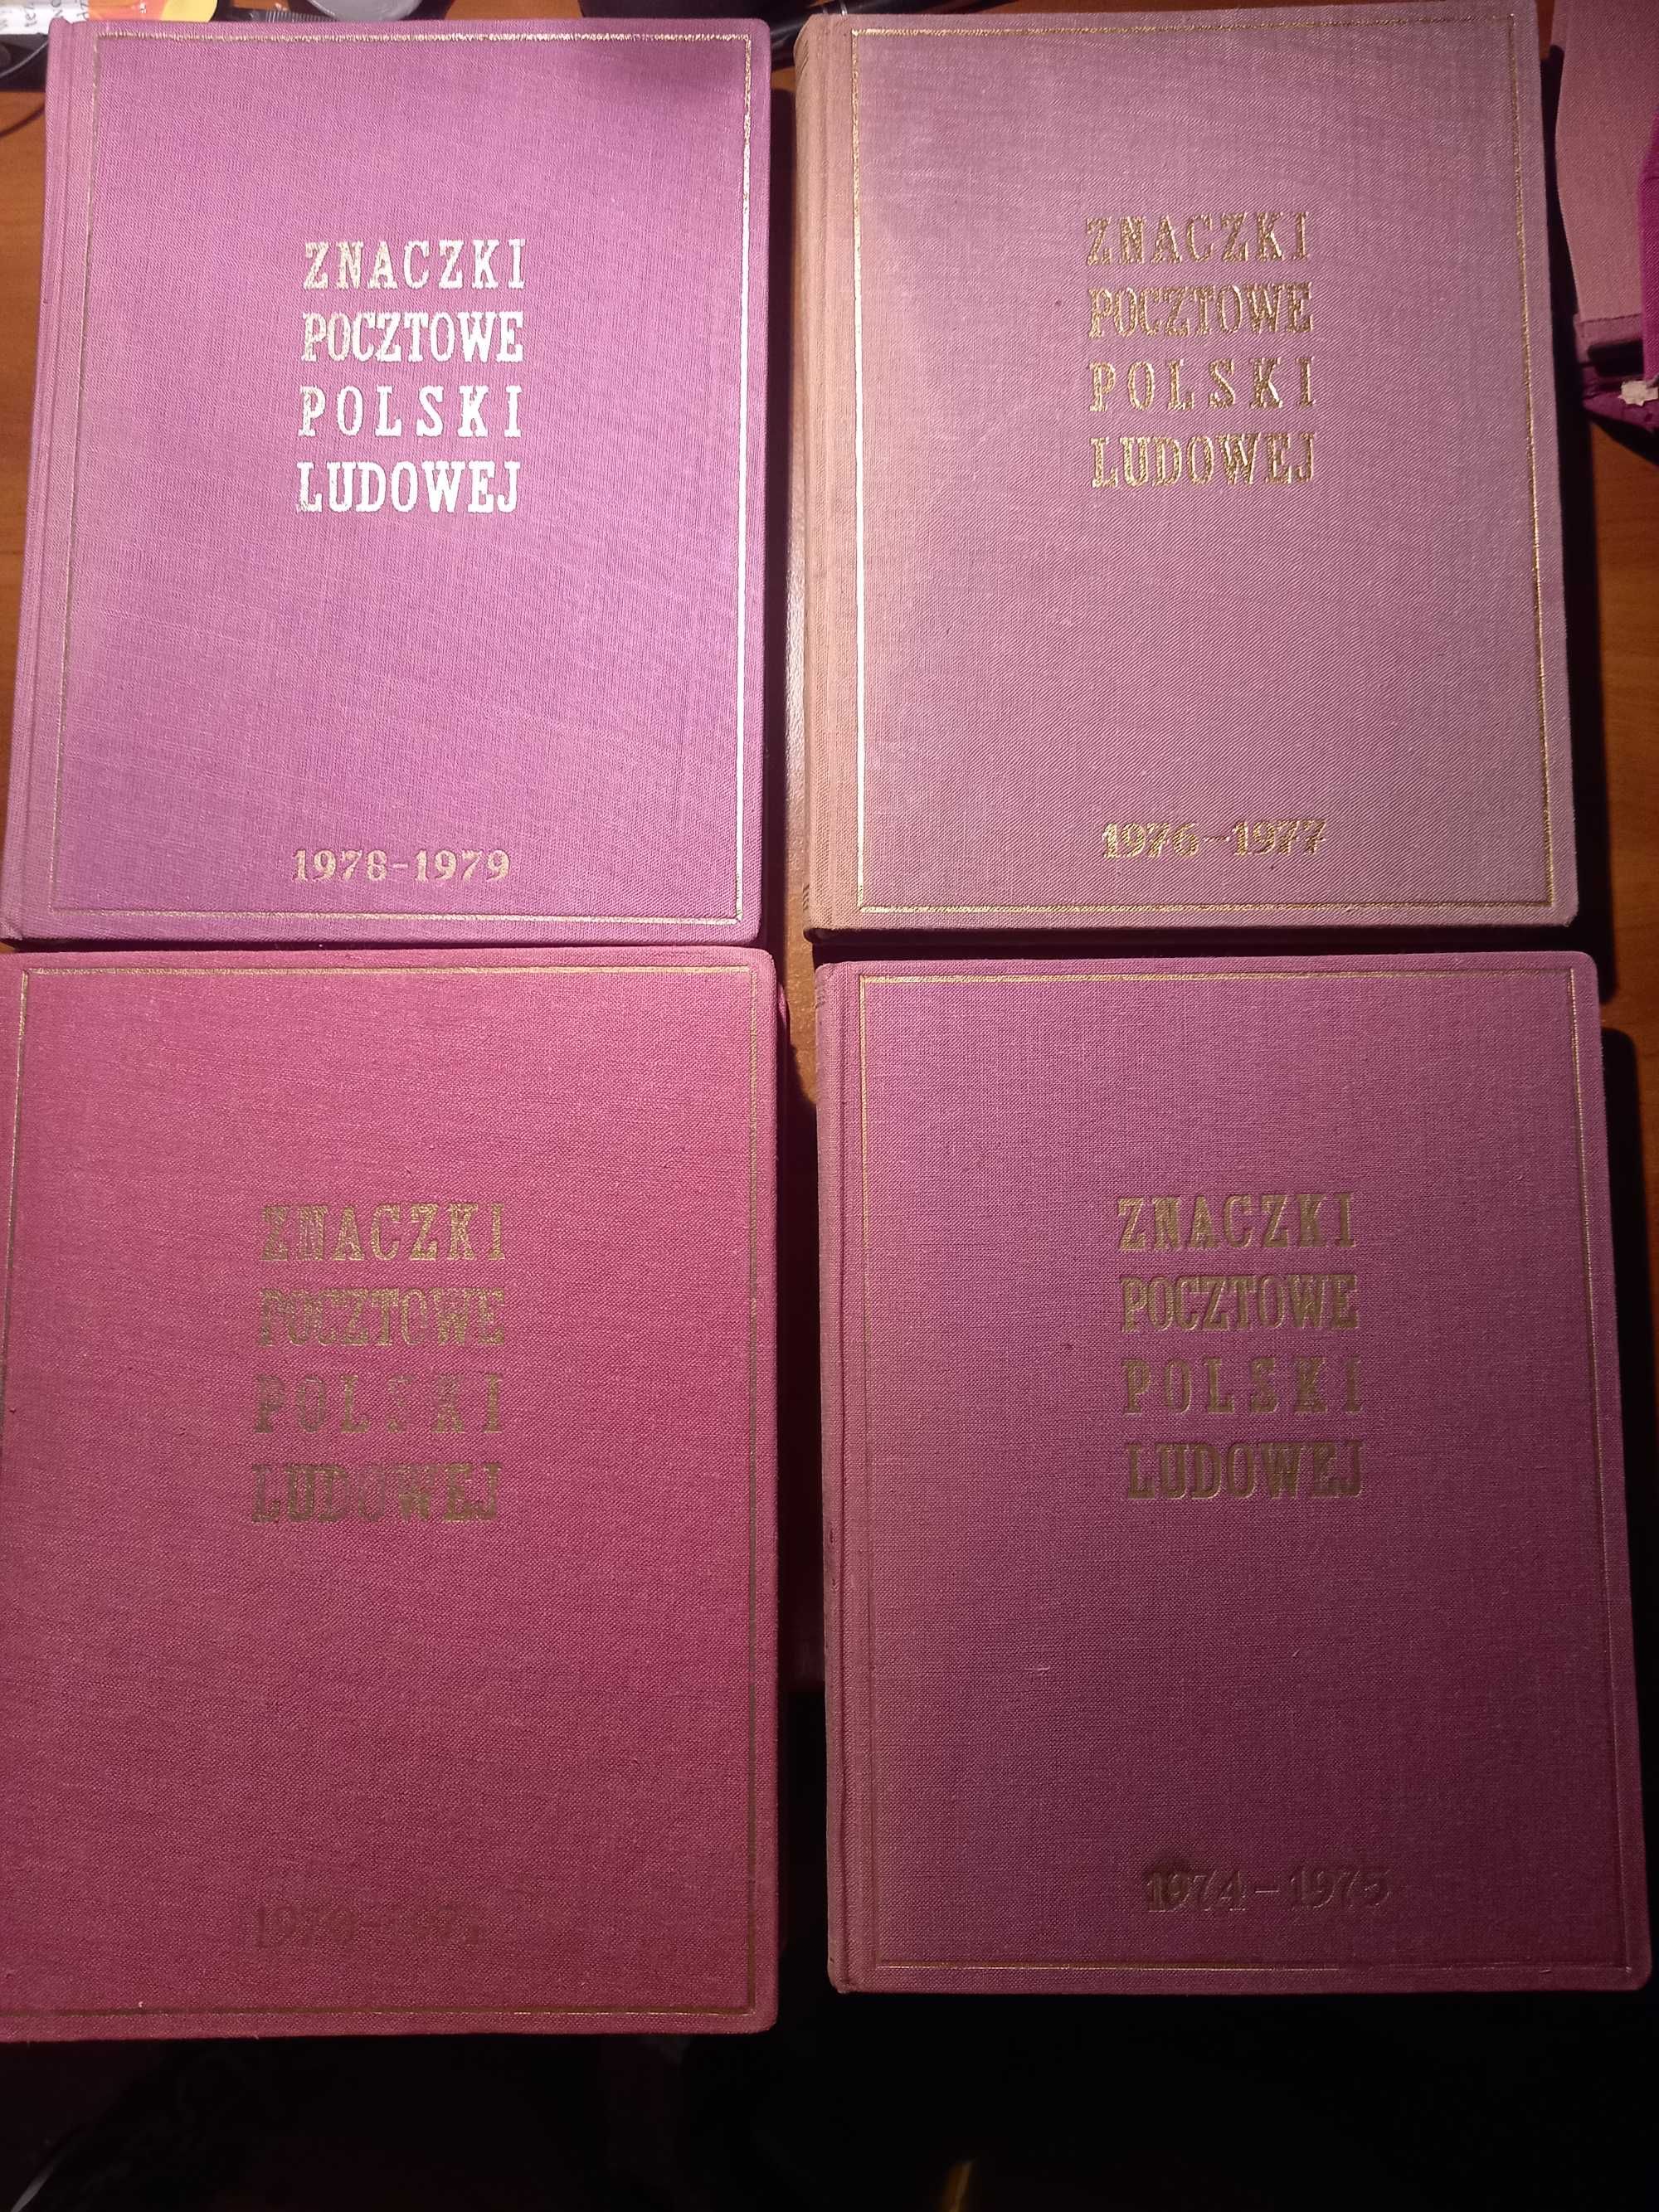 ZNACZKI
POCZTOWE
POLSKI
LUDOWEJ
1978-1979
ZNACZKI
POCZTOWE
POLSKI
LUDOWEJ
1976-1977
ZNACZKI
POCZTOWE
POLSKI
LUDOWEJ
ZNACZKI
POCZTOWE
POLSKI
LUDOWEJ
1974-1975